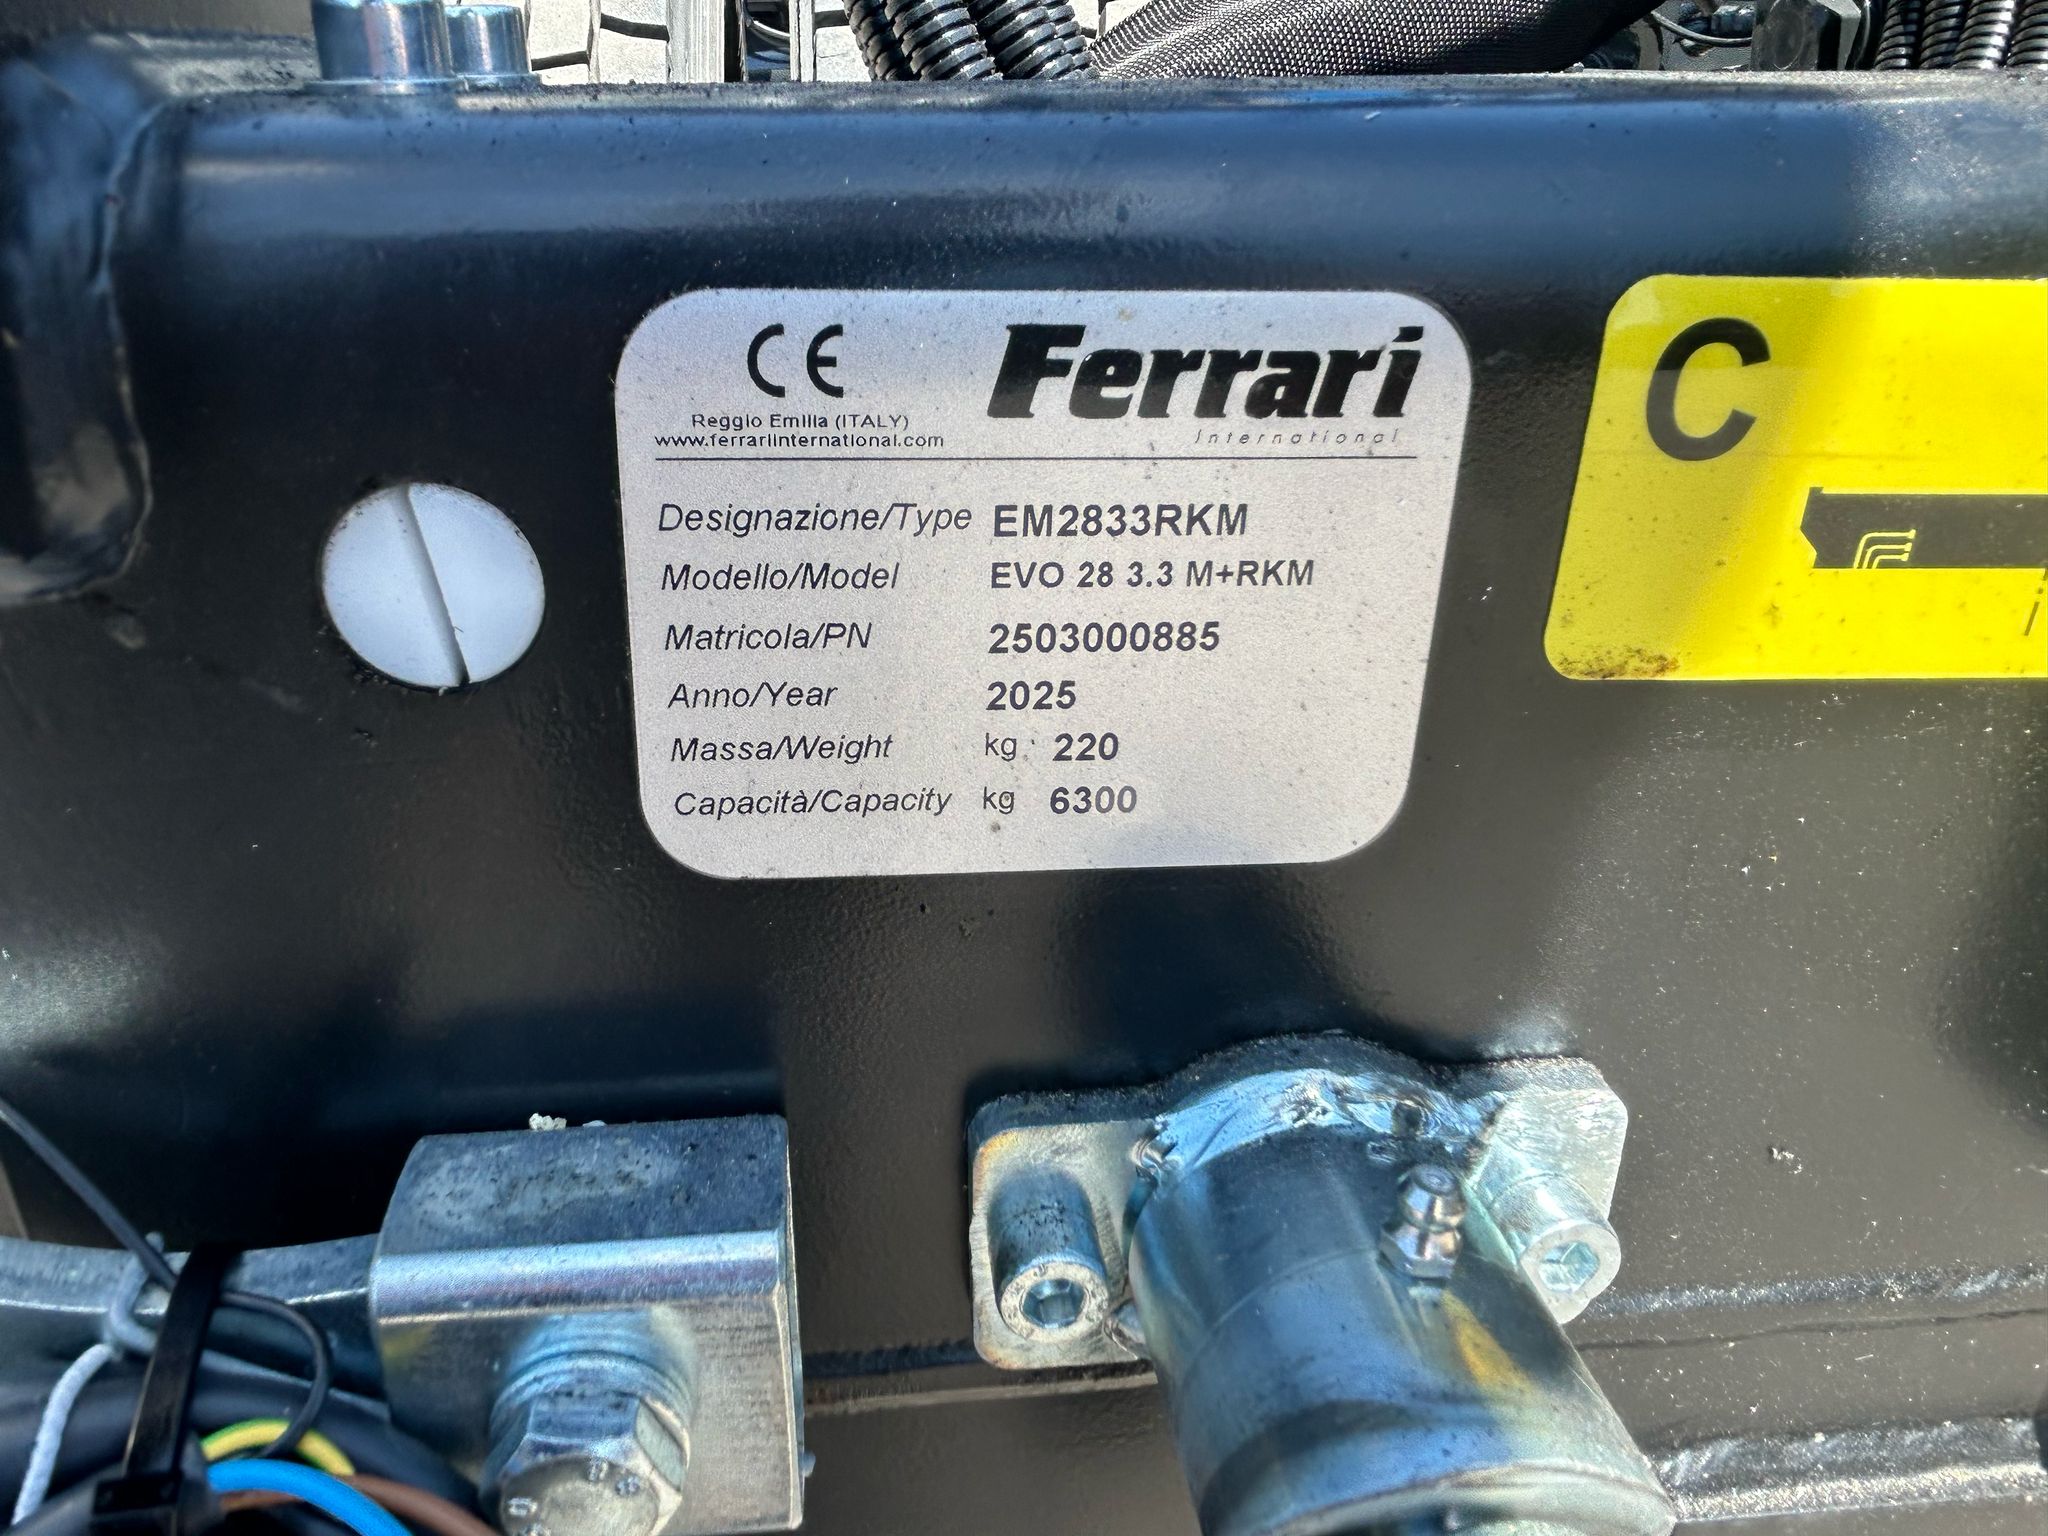 CE
Ferrari
International
Reggio Emilia (ITALY)
www.ferrariinternational.com
Designazione/Type EM2833RKM
Modello/Model EVO 28 3.3 M+RKM
Matricola/PN 2503000885
Anno/Year 2025
Massa/Weight kg 220
Capacità/Capacity kg 6300
C